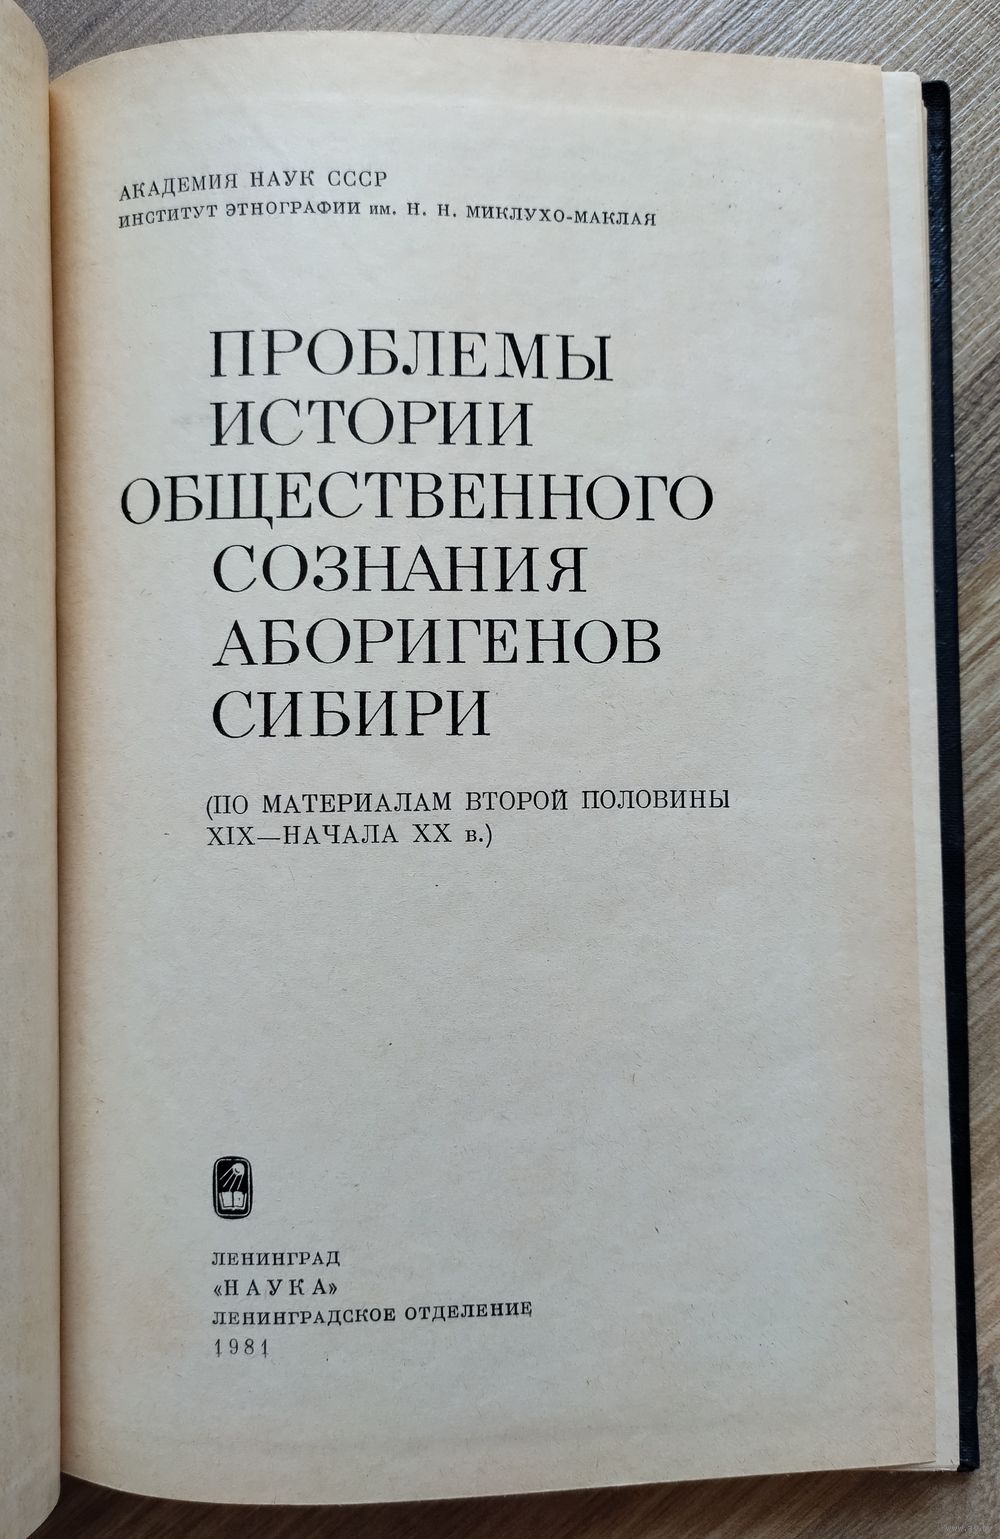 АКАДЕМИЯ НАУК СССР
ИНСТИТУТ ЭТНОГРАФИИ им. Н. Н. МИКЛУХО-МАКЛАЯ
ПРОБЛЕМЫ
ИСТОРИИ
ОБЩЕСТВЕННОГО
СОЗНАНИЯ
АБОРИГЕНОВ
СИБИРИ
(ПО МАТЕРИАЛАМ ВТОРОЙ ПОЛОВИНЫ
XIX—НАЧАЛА XX в.)
ЛЕНИНГРАД
«НАУКА»
ЛЕНИНГРАДСКОЕ ОТДЕЛЕНИЕ
1981